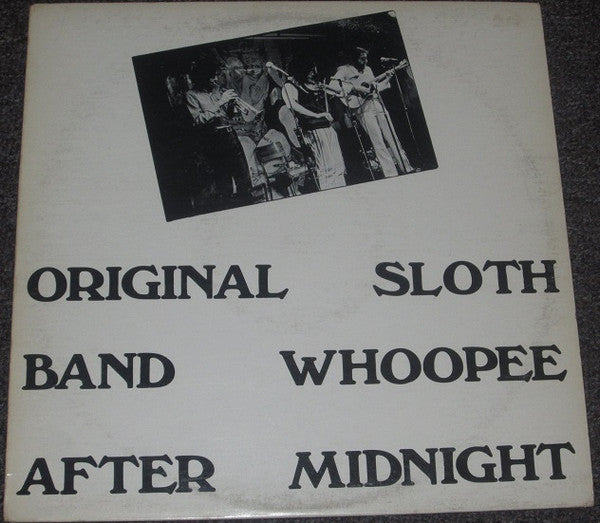 ORIGINAL SLOTH
BAND WHOOPEE
AFTER MIDNIGHT